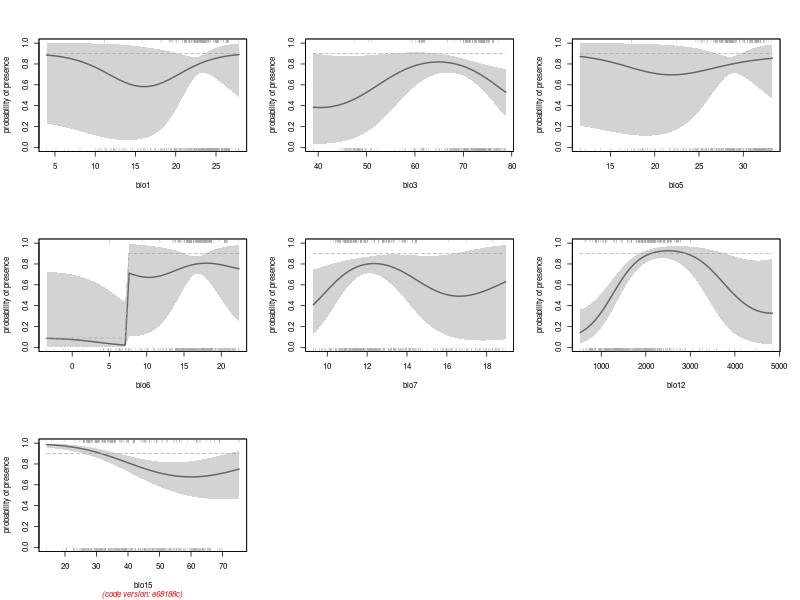 probability of presence
0.0 0.2 0.4 0.6 0.8 1.0
5 10 15 20 25
bio1
probability of presence
0.0 0.2 0.4 0.6 0.8 1.0
40 50 60 70 80
bio3
probability of presence
0.0 0.2 0.4 0.6 0.8 1.0
15 20 25 30
bio5
probability of presence
0.0 0.2 0.4 0.6 0.8 1.0
0 5 10 15 20
bio6
probability of presence
0.0 0.2 0.4 0.6 0.8 1.0
10 12 14 16 18
bio7
probability of presence
0.0 0.2 0.4 0.6 0.8 1.0
1000 2000 3000 4000 5000
bio12
probability of presence
0.0 0.2 0.4 0.6 0.8 1.0
20 30 40 50 60 70
bio15
(code version: e68188c)